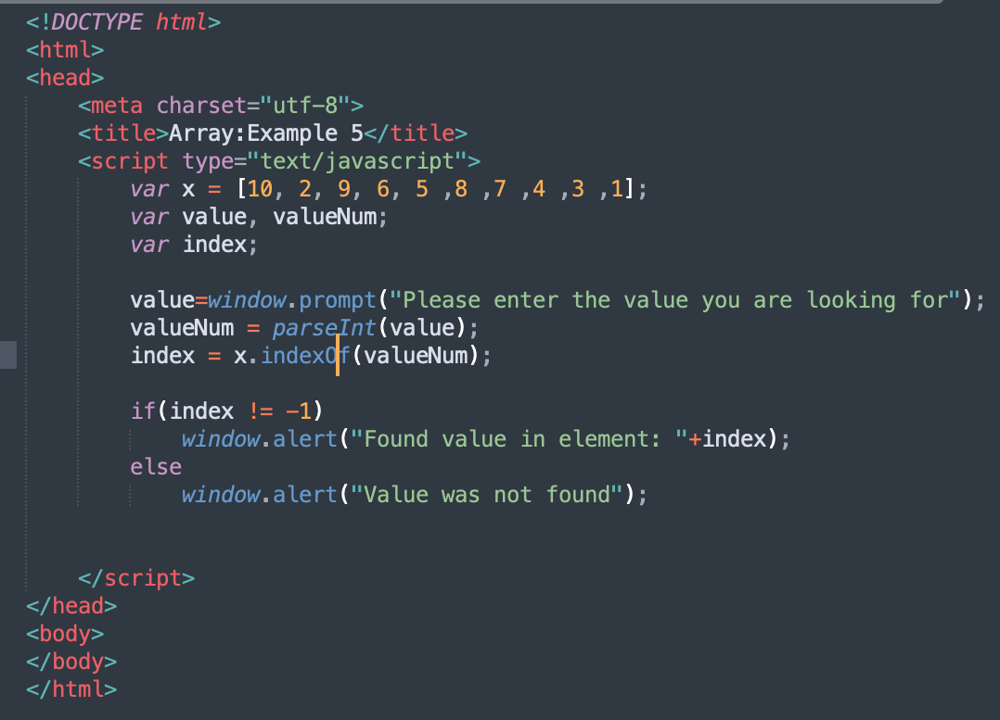 <!DOCTYPE html>
<html>
<head>
    <meta charset="utf-8">
    <title>Array:Example 5</title>
    <script type="text/javascript">
        var x = [10, 2, 9, 6, 5 ,8 ,7 ,4 ,3 ,1];
        var value, valueNum;
        var index;

        value=window.prompt("Please enter the value you are looking for");
        valueNum = parseInt(value);
        index = x.indexOf(valueNum);

        if(index != -1)
            window.alert("Found value in element: "+index);
        else
            window.alert("Value was not found");

    </script>
</head>
<body>
</body>
</html>